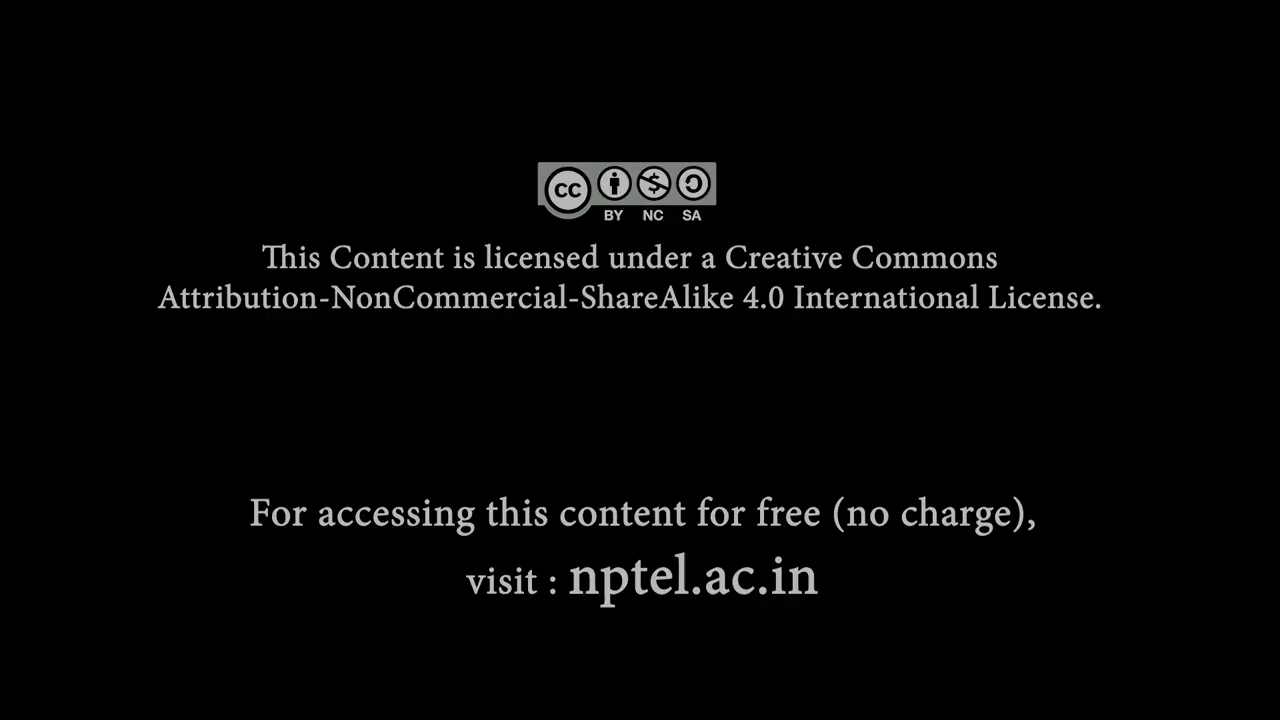 cc
BY NC SA
This Content is licensed under a Creative Commons
Attribution-NonCommercial-ShareAlike 4.0 International License.
For accessing this content for free (no charge),
visit : nptel.ac.in